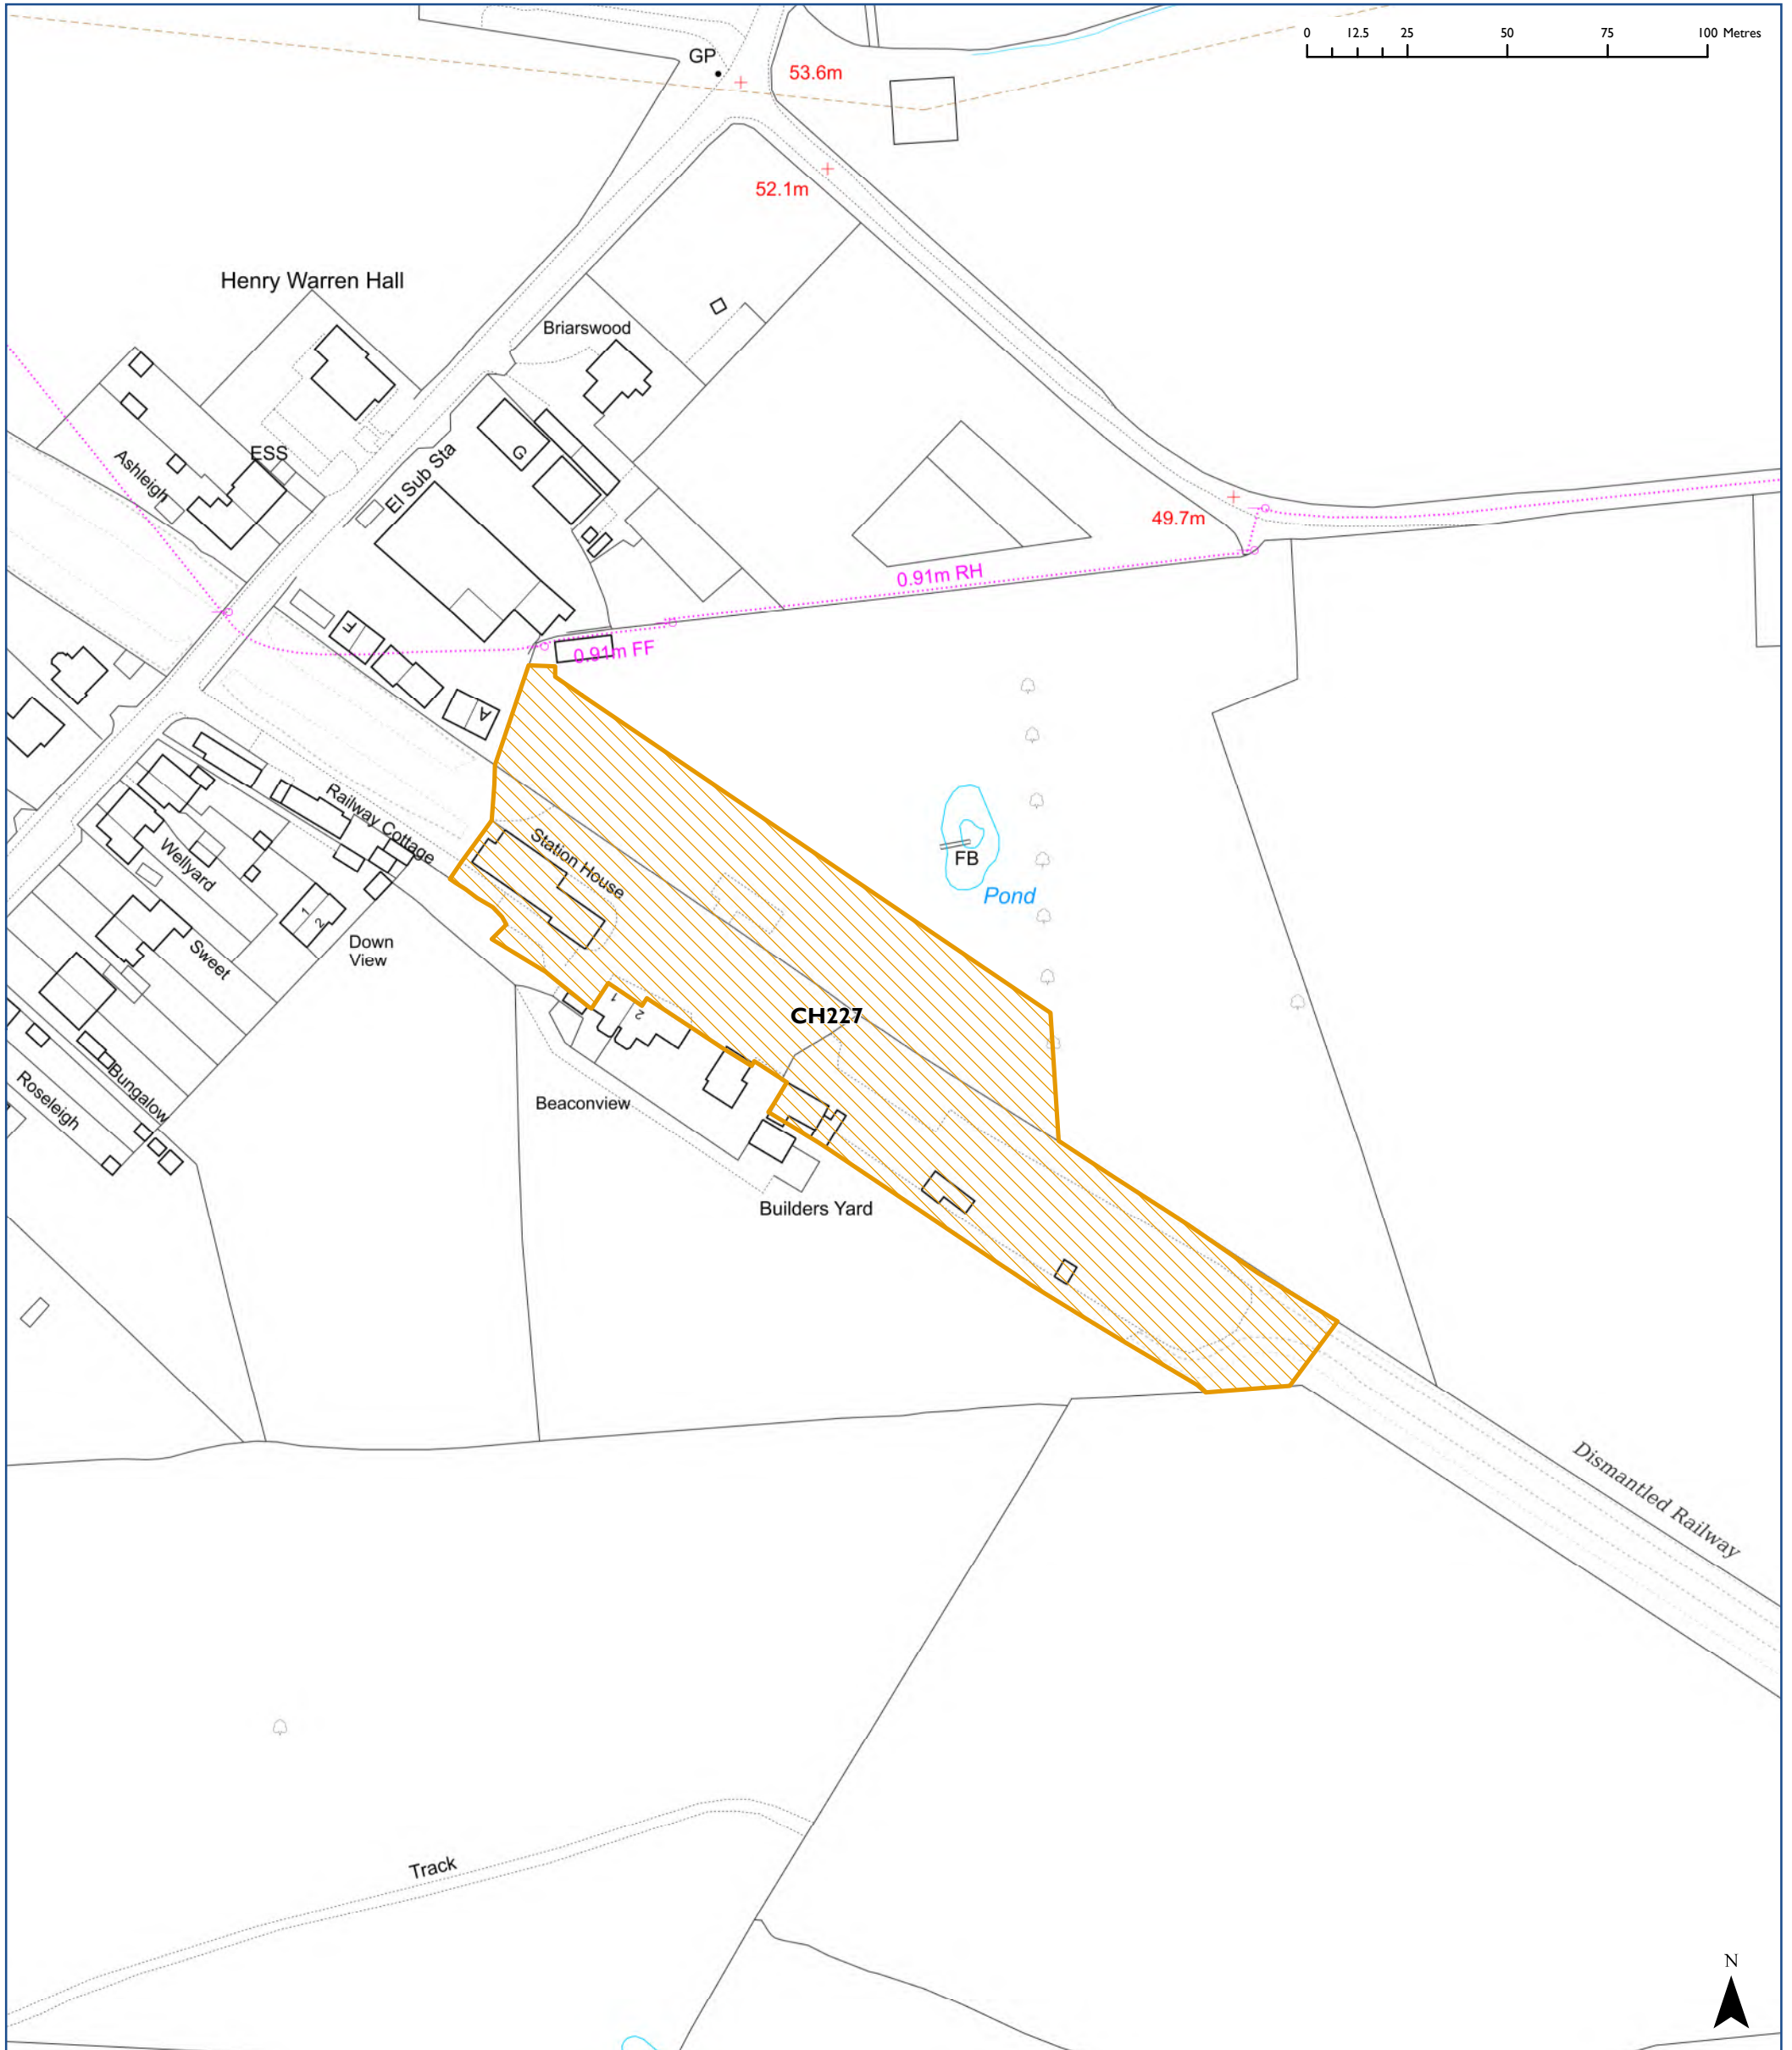 0 12.5 25 50 75 100 Metres
GP
53.6m
52.1m
Henry Warren Hall
Briarswood
ESS
Ashleigh
El Sub Sta
G
49.7m
0.91m RH
0.91m FF
F
A
Railway Cottage
Station House
Wellyard
FB
Pond
1
2
Down
View
Sweet
1
2
CH227
Bungalow
Roseleigh
Beaconview
Builders Yard
Dismantled Railway
Track
N